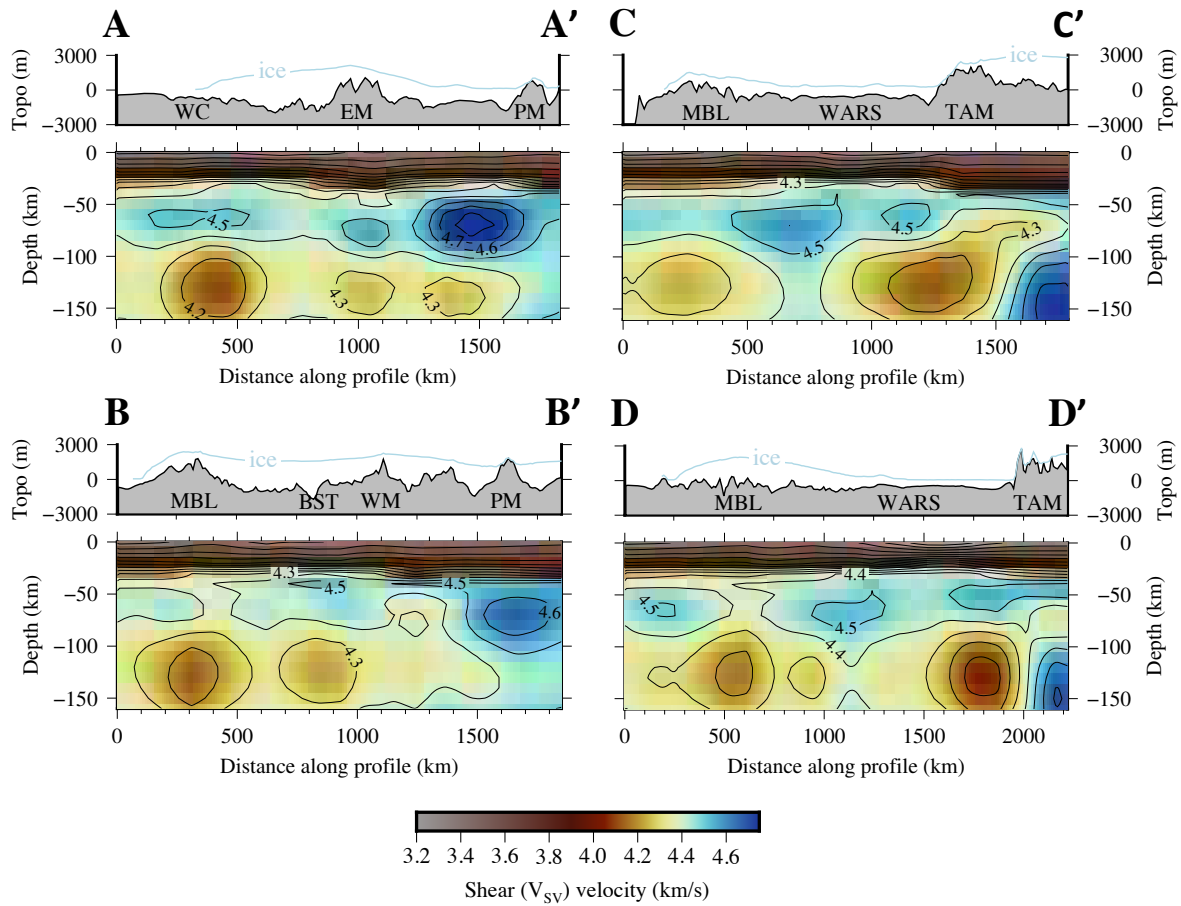 A A′
Topo (m)
3000
0
−3000
ice
WC EM PM
Depth (km)
0
−50
−100
−150
4.5
4.7
4.6
4.2
4.3
4.3
0 500 1000 1500
Distance along profile (km)
C C′
3000
0
−3000
Topo (m)
ice
MBL WARS TAM
0
−50
−100
−150
Depth (km)
4.3
4.5
4.5
4.3
0 500 1000 1500
Distance along profile (km)
B B′
Topo (m)
3000
0
−3000
ice
MBL BST WM PM
Depth (km)
0
−50
−100
−150
4.3
4.5
4.5
4.6
4.3
0 500 1000 1500
Distance along profile (km)
D D′
3000
0
−3000
Topo (m)
ice
MBL WARS TAM
0
−50
−100
−150
Depth (km)
4.4
4.5
4.5
4.4
0 500 1000 1500 2000
Distance along profile (km)
3.2 3.4 3.6 3.8 4.0 4.2 4.4 4.6
Shear (VSV) velocity (km/s)